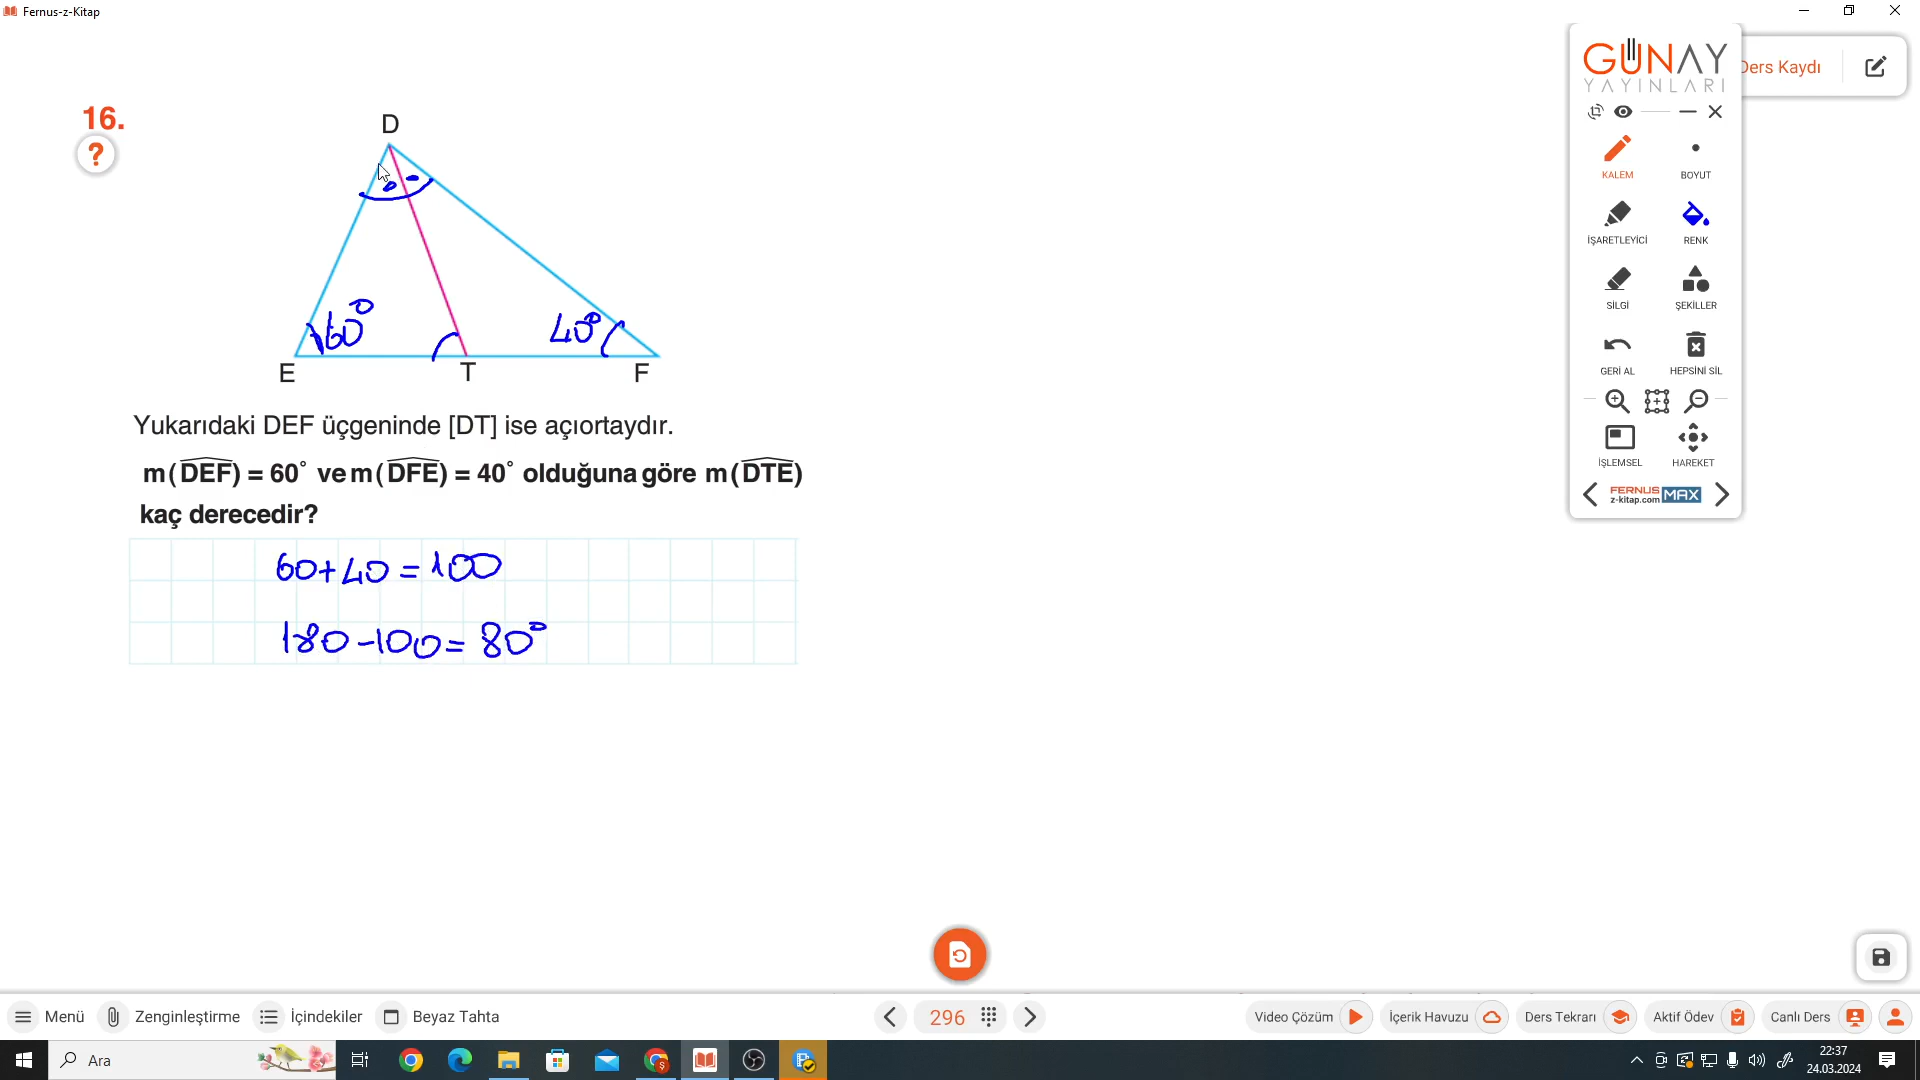 Fernus-z-Kitap
GÜNAY
YAYINLARI
Ders Kaydı
16.
?
D
60°
40°
E
T
F
KALEM
BOYUT
İŞARETLEYİCİ
RENK
SİLGİ
ŞEKİLLER
GERİ AL
HEPSİNİ SİL
İŞLEMSEL
HAREKET
FERNUS
z-kitap.com
MAX
Yukarıdaki DEF üçgeninde [DT] ise açıortaydır.
m(DEF) = 60° ve m(DFE) = 40° olduğuna göre m(DTE)
kaç derecedir?
60+40=100
180-100=80°
Menü
Zenginleştirme
İçindekiler
Beyaz Tahta
296
Video Çözüm
İçerik Havuzu
Ders Tekrarı
Aktif Ödev
Canlı Ders
Ara
22:37
24.03.2024